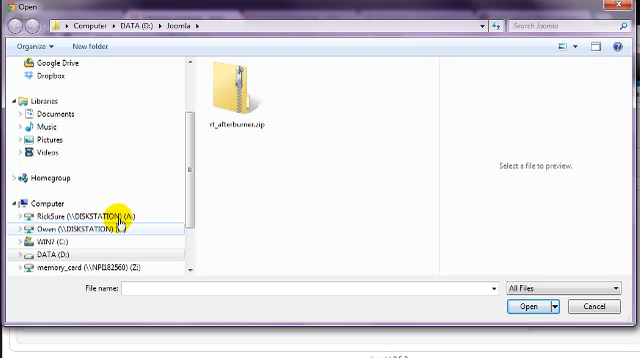 Open
Computer ▸ DATA (D:) ▸ Joomla ▸
Search Joomla
Organize ▾ New folder
Google Drive
Dropbox
Libraries
Documents
Music
Pictures
Videos
Homegroup
Computer
RickSure (\\DISKSTATION) (A:)
Owen (\\DISKSTATION)
WIN7 (C:)
DATA (D:)
memory_card (\\NPI182560) (Z:)
rt_afterburner.zip
Select a file to preview.
File name:
All Files
Open
Cancel